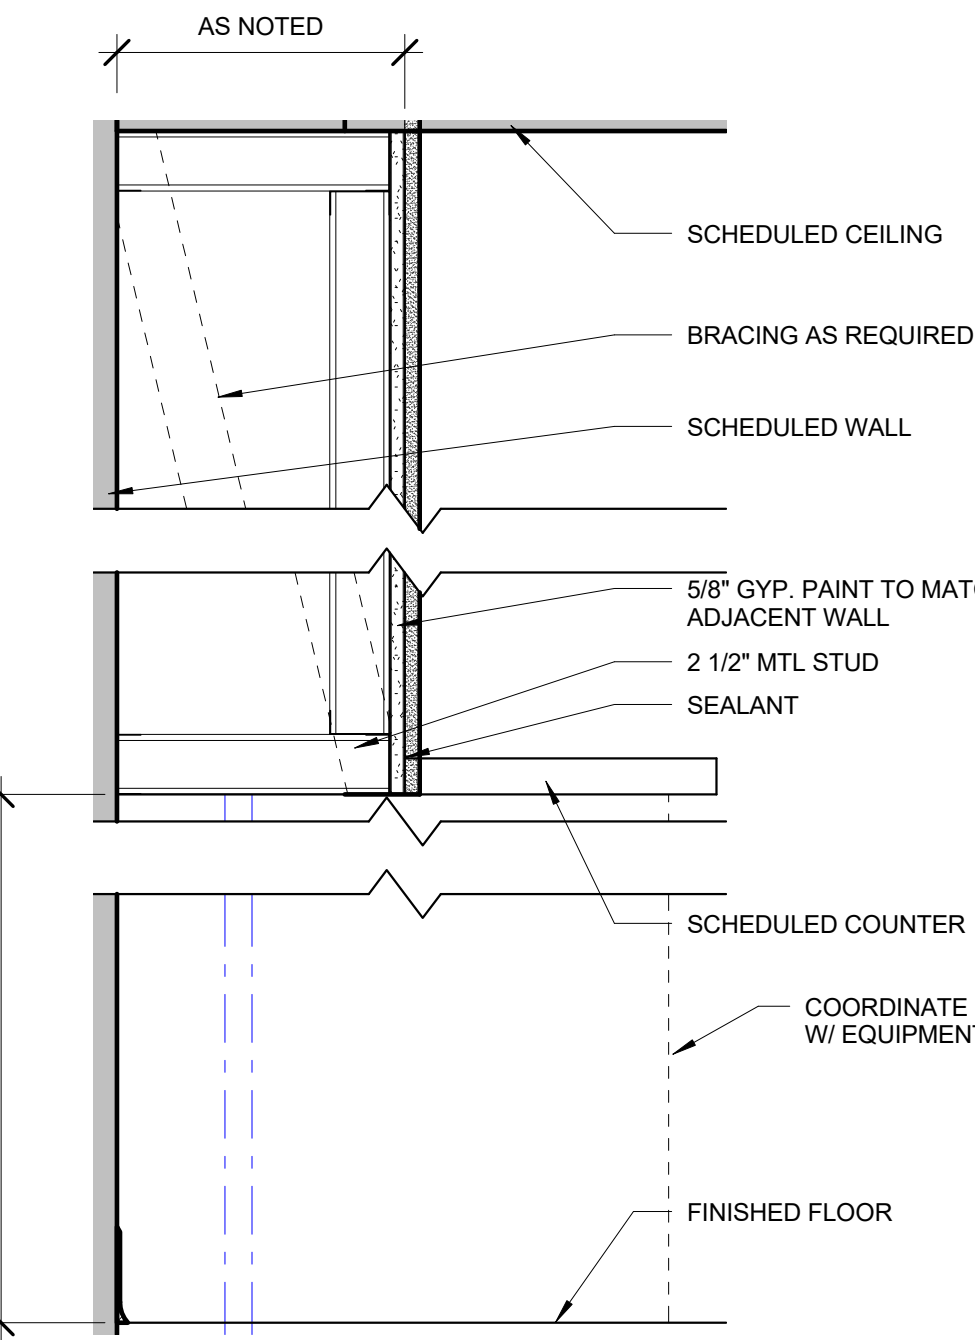 AS NOTED
SCHEDULED CEILING
BRACING AS REQUIRED
SCHEDULED WALL
5/8" GYP. PAINT TO
ADJACENT WALL
2 1/2" MTL STUD
SEALANT
SCHEDULED COUNTER
COORDINATE
W/ EQUIPMENT
FINISHED FLOOR